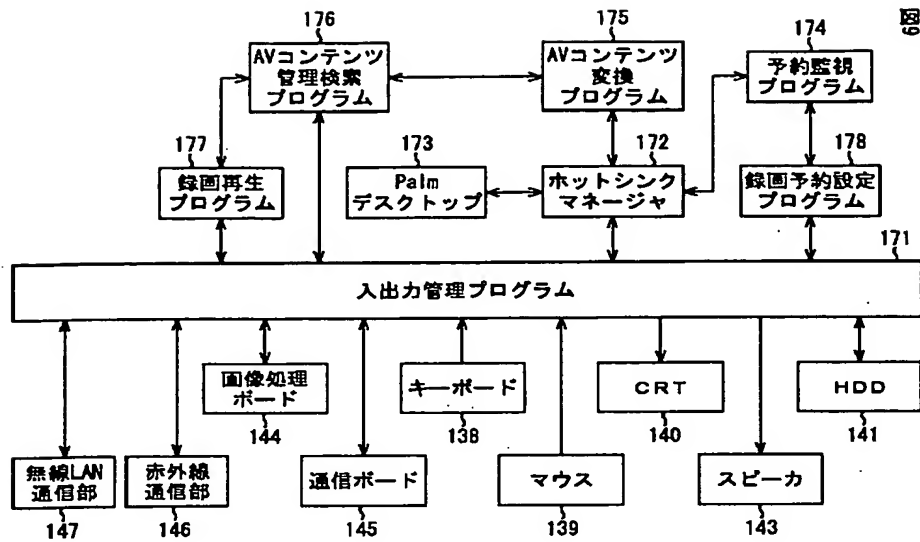 図9
176
175
174
AVコンテンツ
管理検索
プログラム
AVコンテンツ
変換
プログラム
予約監視
プログラム
177
173
172
178
録画再生
プログラム
Palm
デスクトップ
ホットシンク
マネージャ
録画予約設定
プログラム
171
入出力管理プログラム
画像処理
ボード
キーボード
CRT
HDD
144
138
140
141
無線LAN
通信部
赤外線
通信部
通信ボード
マウス
スピーカ
147
146
145
139
143